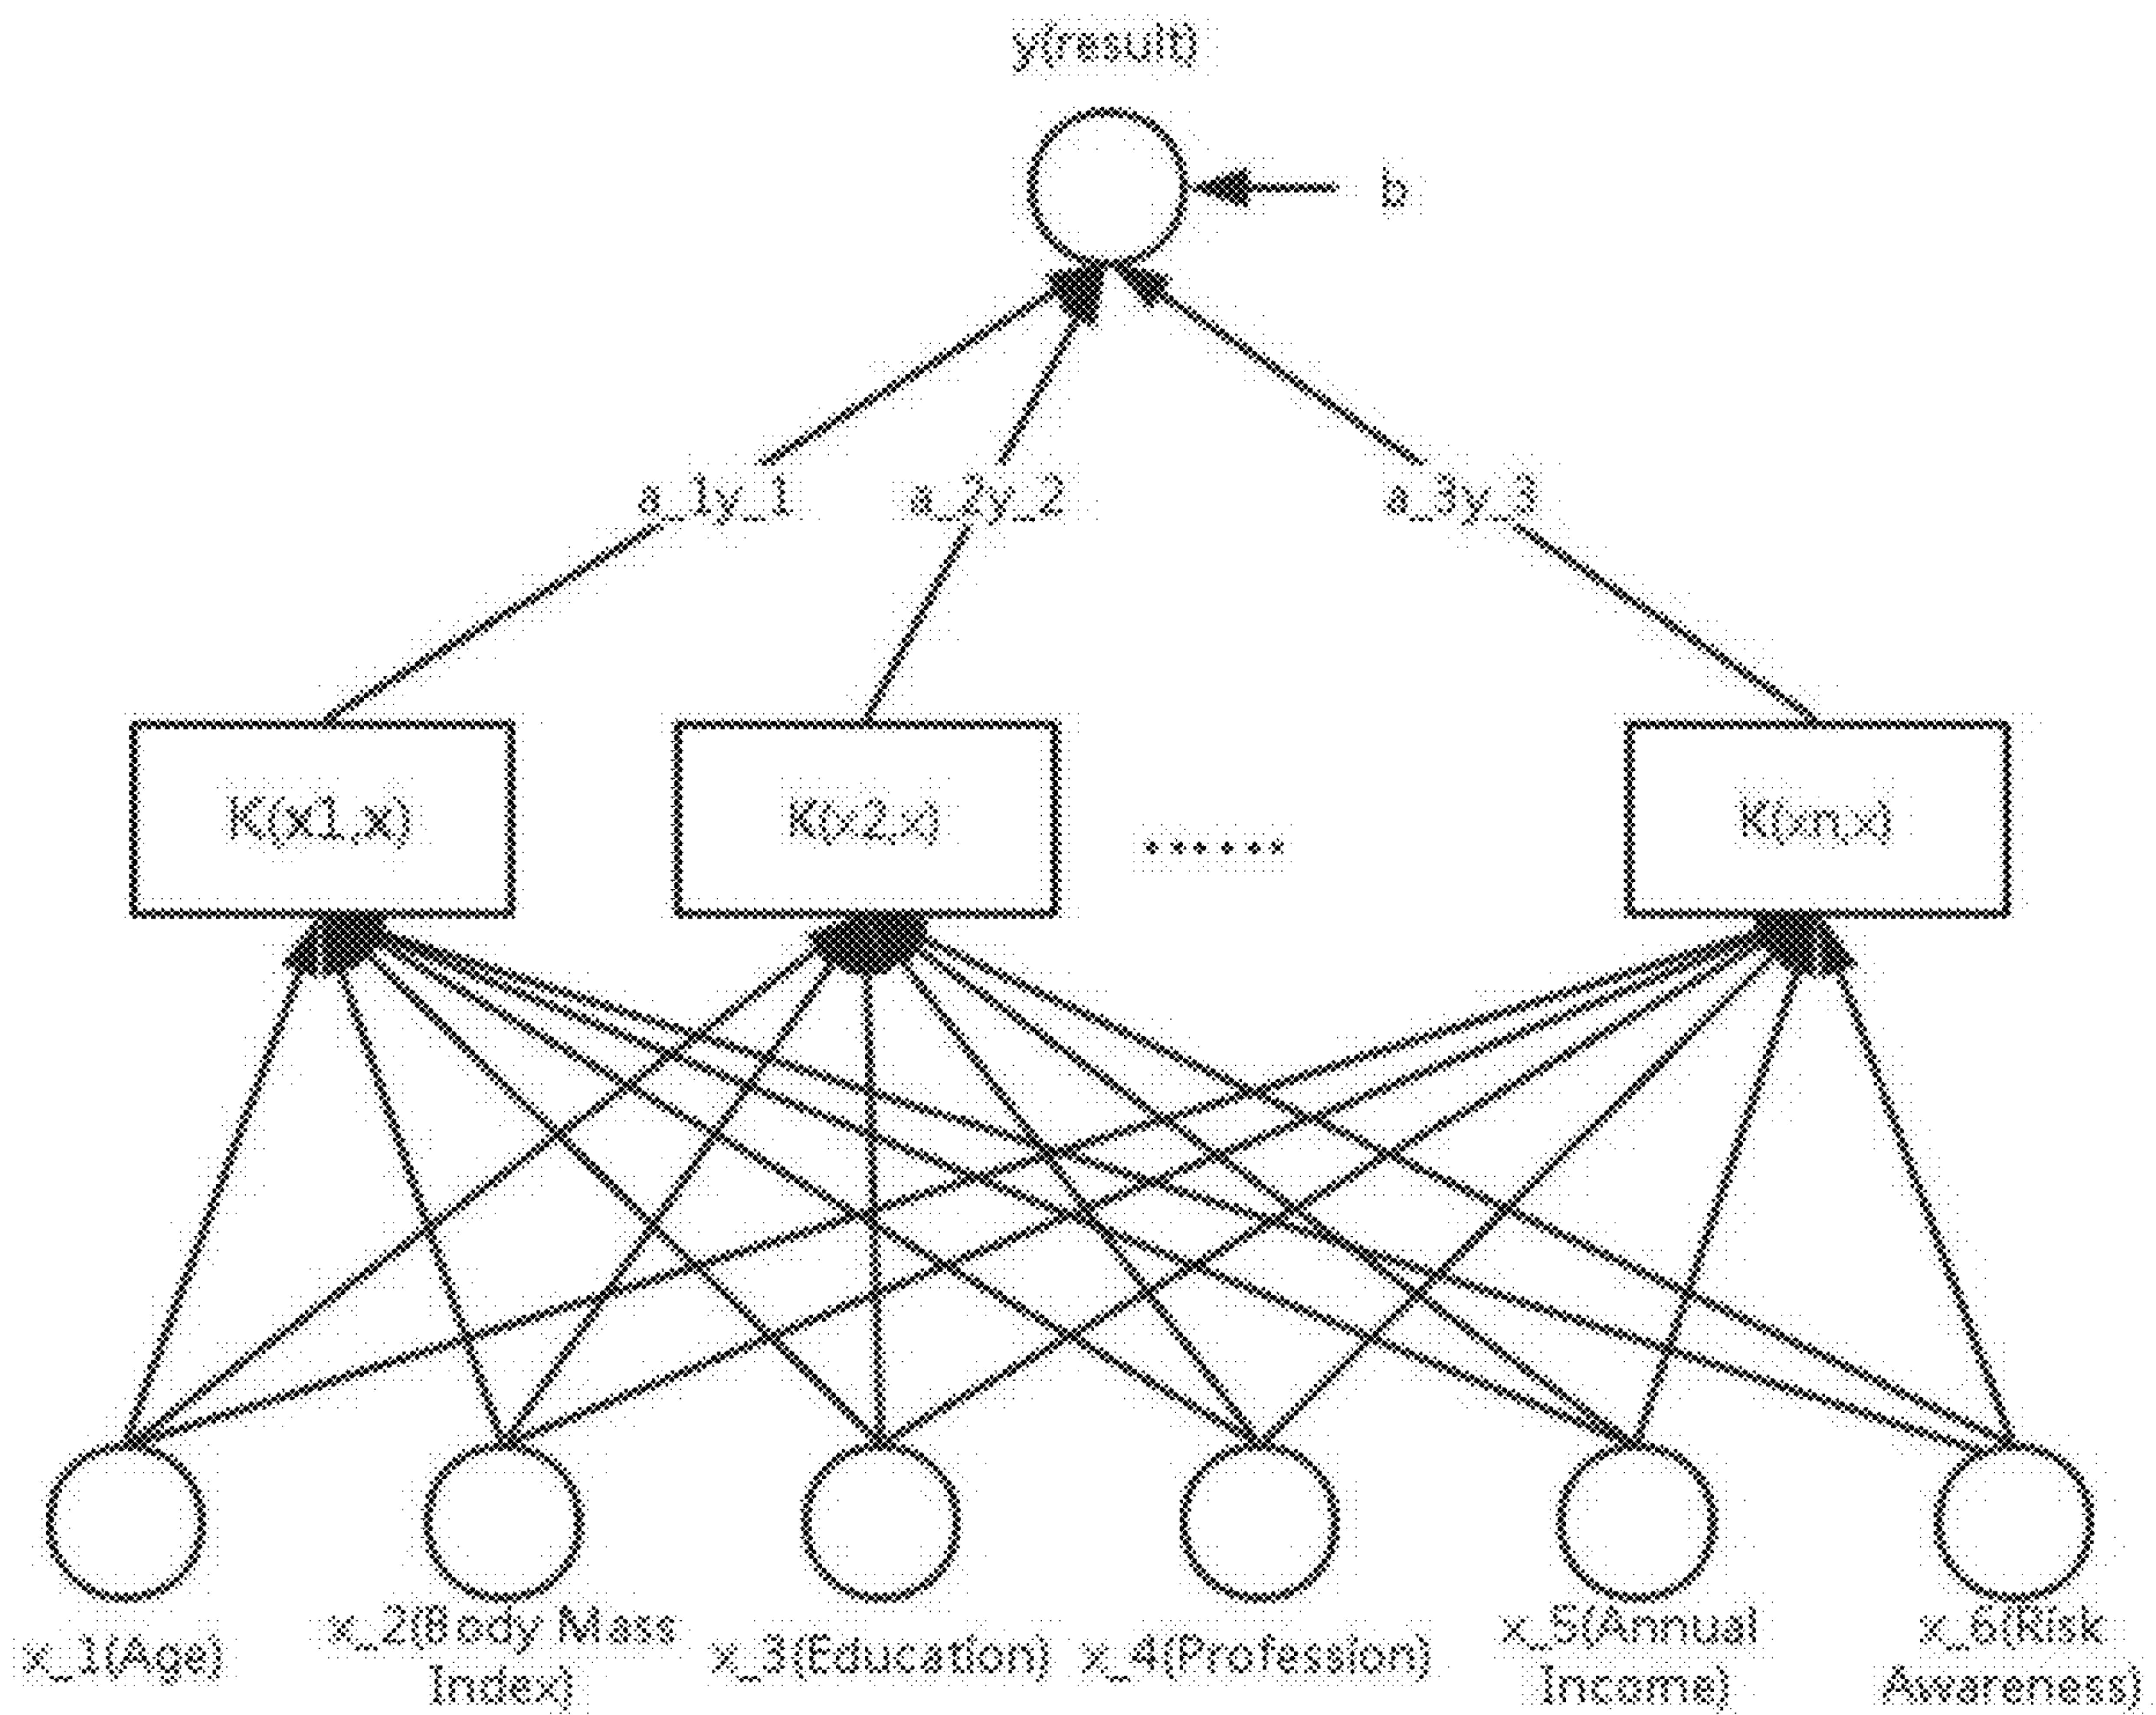 y(result)
b
a_1y_1
a_2y_2
a_3y_3
K(x1,x)
K(x2,x)
......
K(xn,x)
x_1(Age)
x_2(Body Mass
Index)
x_3(Education)
x_4(Profession)
x_5(Annual
Income)
x_6(Risk
Awareness)